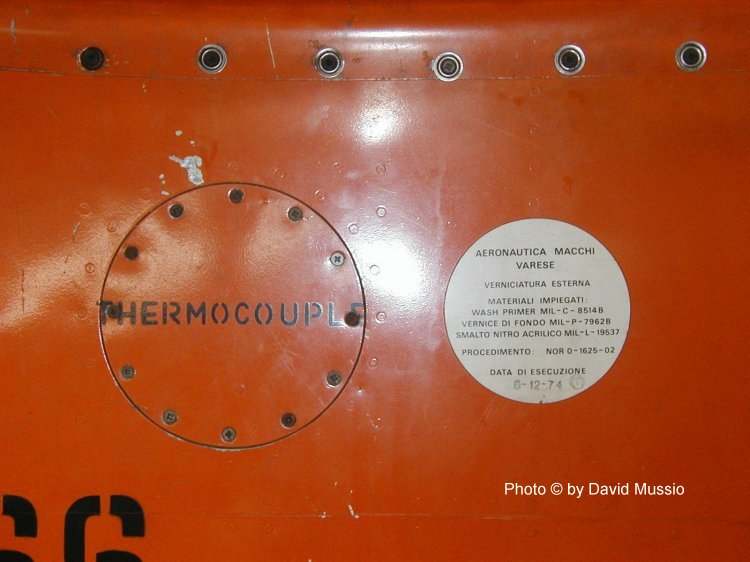 THERMOCOUPLE
AERONAUTICA MACCHI
VARESE
VERNICIATURA ESTERNA
MATERIALI IMPIEGATI:
WASH PRIMER MIL-C-8514B
VERNICE DI FONDO MIL-P-7962B
SMALTO NITRO ACRILICO MIL-L-19537
PROCEDIMENTO: NOR 0-1625-02
DATA DI ESECUZIONE
6-12-74
Photo © by David Mussio
66